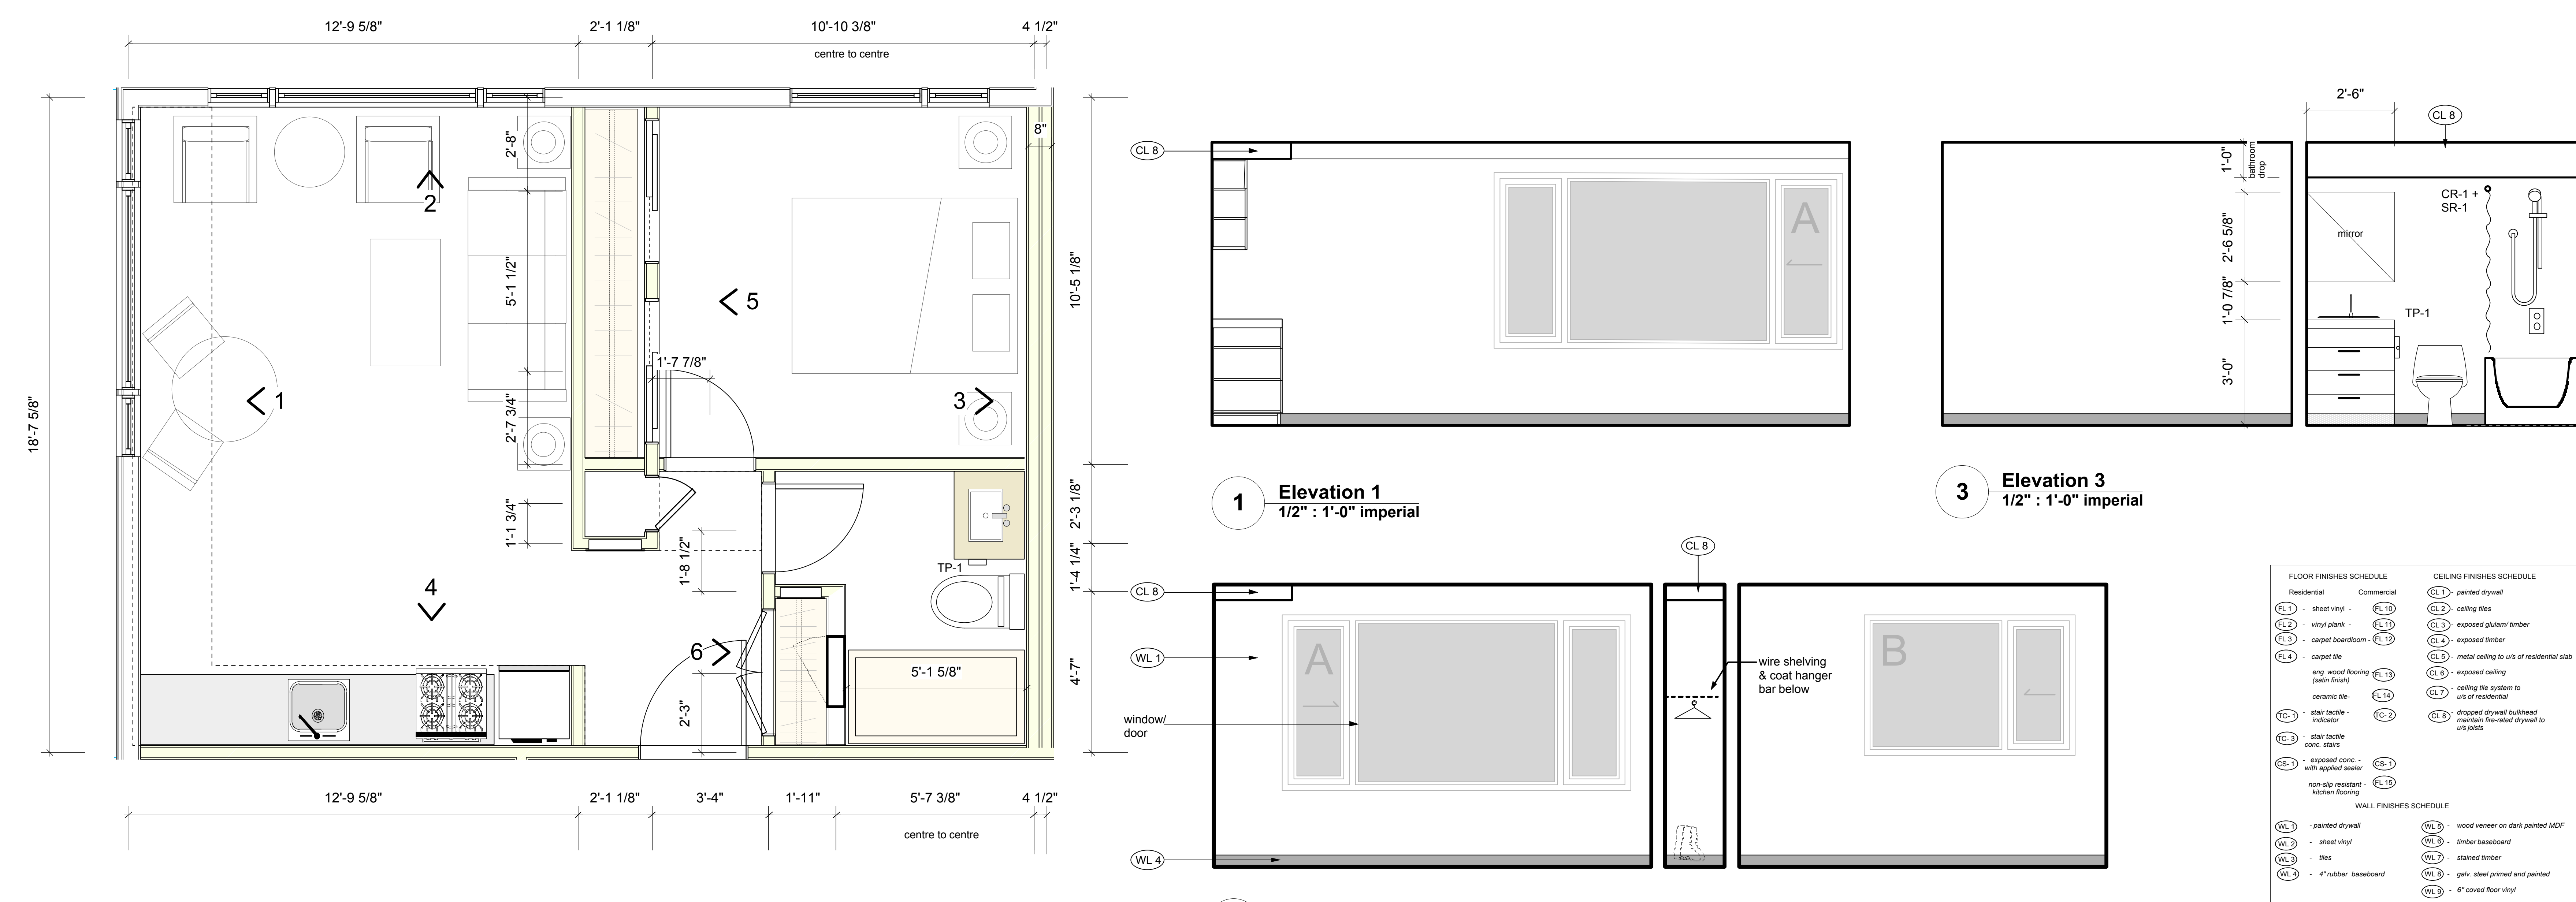 12'-9 5/8"
2'-1 1/8"
10'-10 3/8"
4 1/2"
centre to centre
18'-7 5/8"
2'-8"
5'-1 1/2"
2'-7 3/4"
1'-1 3/4"
1'-8 1/2"
2'-3"
1'-7 7/8"
8"
2
5
1
3
4
6
TP-1
5'-1 5/8"
10'-5 1/8"
2'-3 1/8"
1'-4 1/4"
4'-7"
12'-9 5/8"
2'-1 1/8"
3'-4"
1'-11"
5'-7 3/8"
4 1/2"
centre to centre
CL 8
A
1
Elevation 1
1/2" : 1'-0" imperial
2'-6"
CL 8
1'-0"
bathroom
drop
2'-6 5/8"
1'-0 7/8"
3'-0"
mirror
CR-1 +
SR-1
TP-1
3
Elevation 3
1/2" : 1'-0" imperial
CL 8
CL 8
WL 1
window/
door
WL 4
A
wire shelving
& coat hanger
bar below
B
FLOOR FINISHES SCHEDULE
Residential Commercial
FL 1 - sheet vinyl - FL 10
FL 2 - vinyl plank - FL 11
FL 3 - carpet boardloom - FL 12
FL 4 - carpet tile
eng. wood flooring FL 13
(satin finish)
ceramic tile- FL 14
TC- 1 - stair tactile - TC- 2
indicator
TC- 3 - stair tactile
conc. stairs
CS- 1 - exposed conc. - CS- 1
with applied sealer
non-slip resistant - FL 15
kitchen flooring
CEILING FINISHES SCHEDULE
CL 1 - painted drywall
CL 2 - ceiling tiles
CL 3 - exposed glulam/ timber
CL 4 - exposed timber
CL 5 - metal ceiling to u/s of residential slab
CL 6 - exposed ceiling
CL 7 - ceiling tile system to
u/s of residential
CL 8 - dropped drywall bulkhead
maintain fire-rated drywall to
u/s joists
WALL FINISHES SCHEDULE
WL 1 - painted drywall
WL 2 - sheet vinyl
WL 3 - tiles
WL 4 - 4" rubber baseboard
WL 5 - wood veneer on dark painted MDF
WL 6 - timber baseboard
WL 7 - stained timber
WL 8 - galv. steel primed and painted
WL 9 - 6" coved floor vinyl